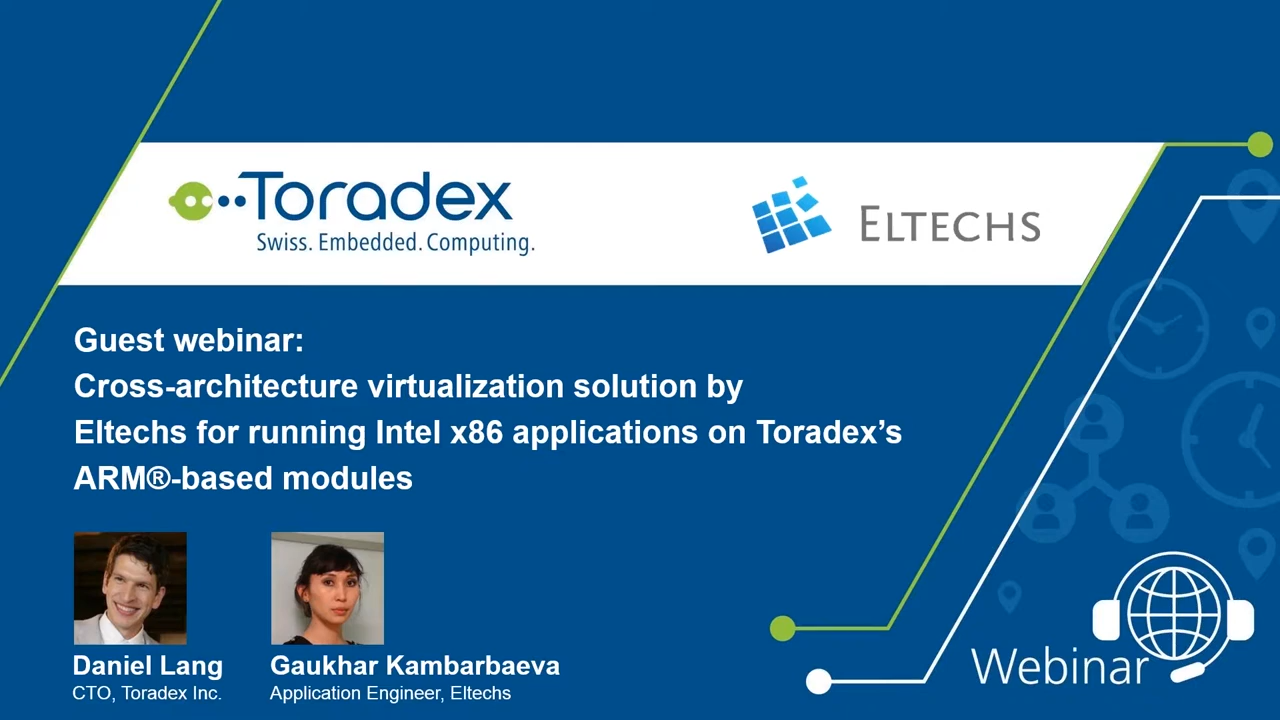 Toradex
Swiss. Embedded. Computing.
ELTECHS
Guest webinar:
Cross-architecture virtualization solution by
Eltechs for running Intel x86 applications on Toradex’s
ARM®-based modules
Daniel Lang
CTO, Toradex Inc.
Gaukhar Kambarbaeva
Application Engineer, Eltechs
Webinar